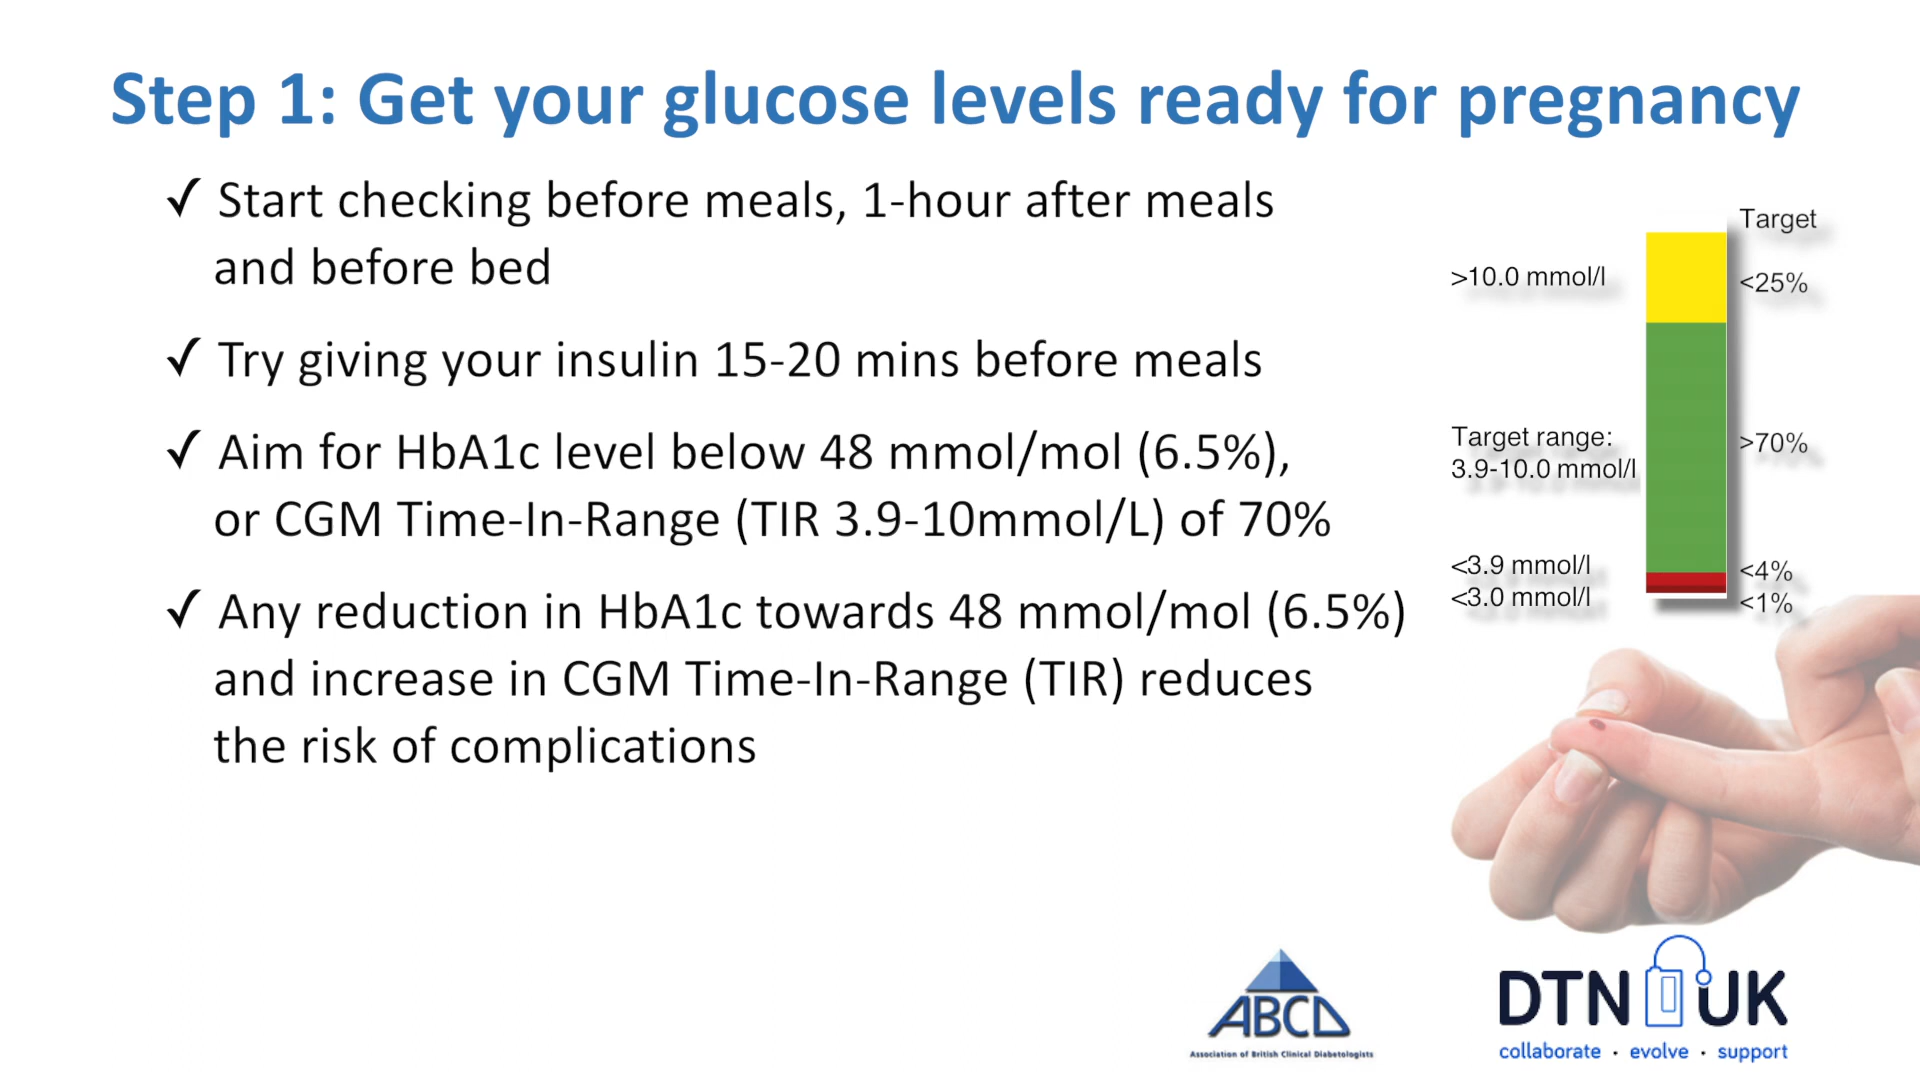 Step 1: Get your glucose levels ready for pregnancy
✓ Start checking before meals, 1-hour after meals
and before bed
✓ Try giving your insulin 15-20 mins before meals
✓ Aim for HbA1c level below 48 mmol/mol (6.5%),
or CGM Time-In-Range (TIR 3.9-10mmol/L) of 70%
✓ Any reduction in HbA1c towards 48 mmol/mol (6.5%)
and increase in CGM Time-In-Range (TIR) reduces
the risk of complications
Target
>10.0 mmol/l <25%
Target range:
3.9-10.0 mmol/l >70%
<3.9 mmol/l <4%
<3.0 mmol/l <1%
ABCD
Association of British Clinical Diabetologists
DTN UK
collaborate · evolve · support